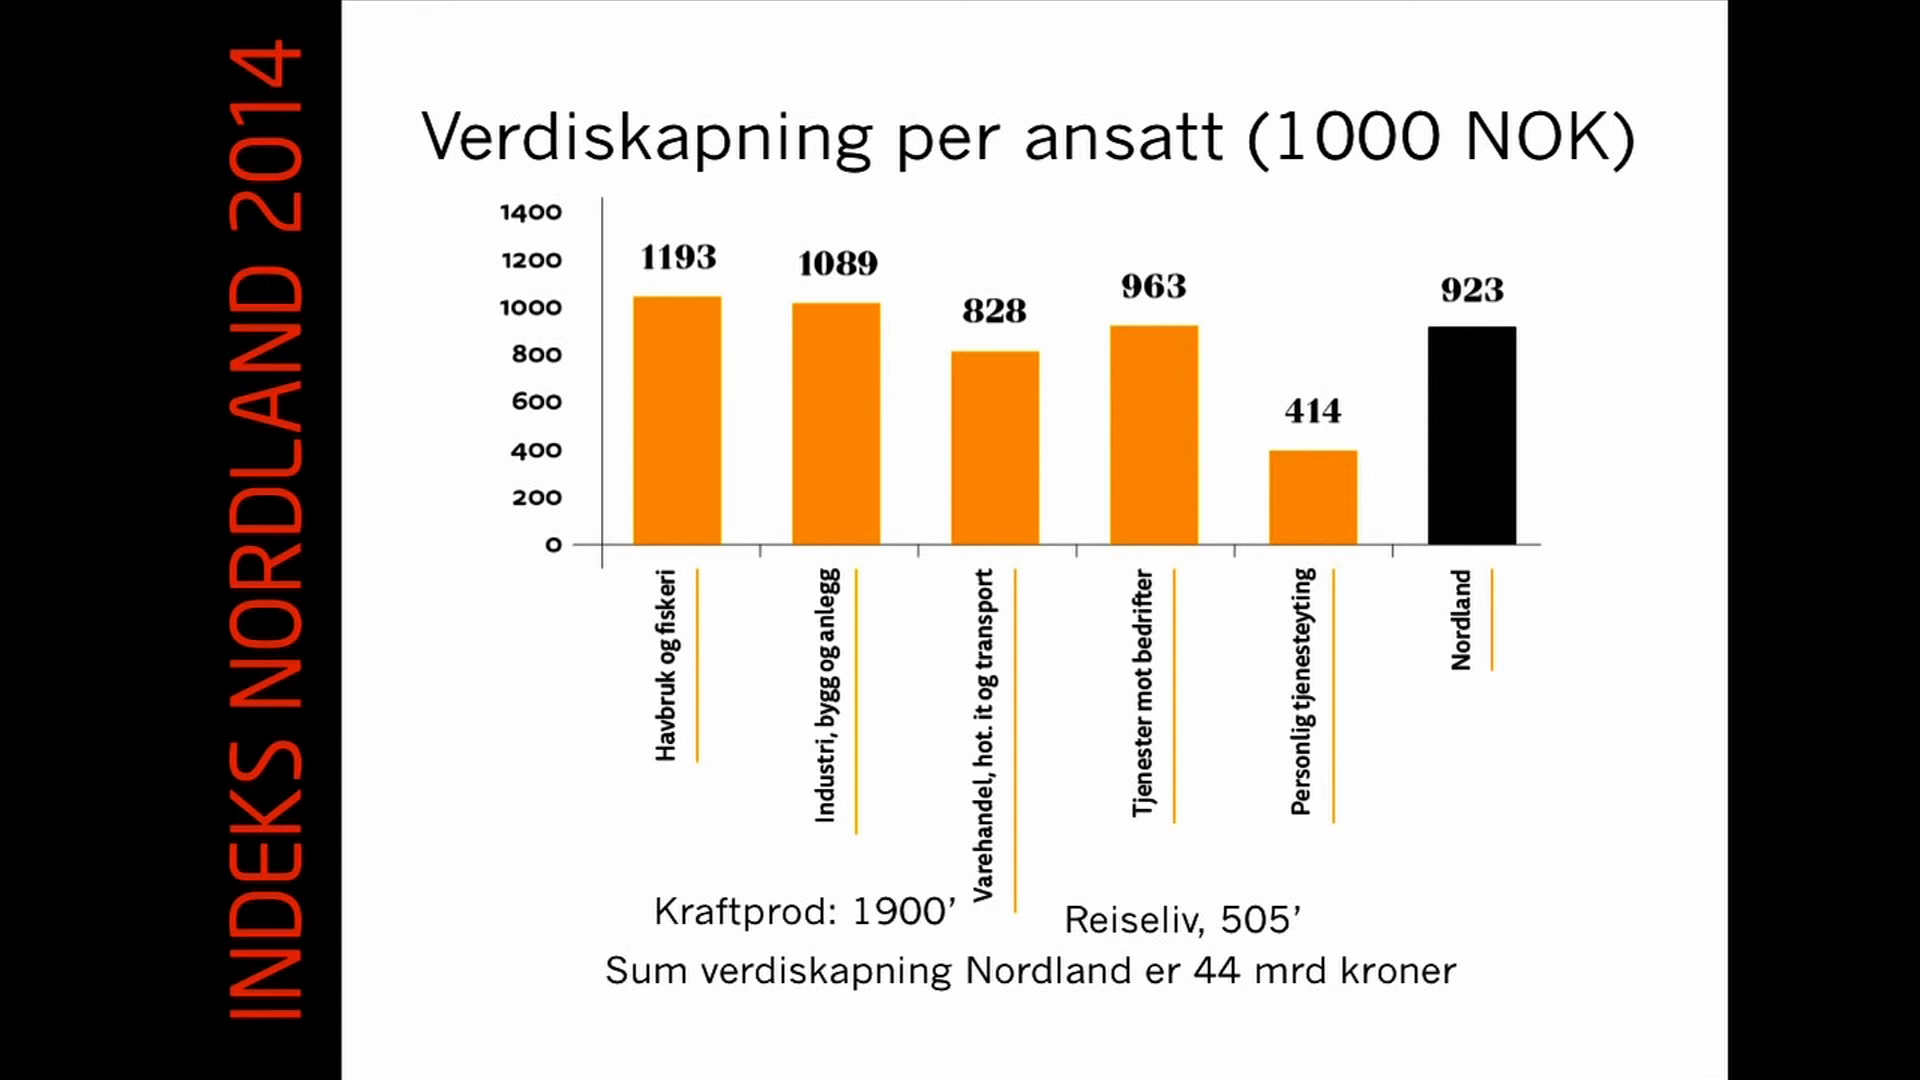 INDEKS NORDLAND 2014
Verdiskapning per ansatt (1000 NOK)
1400
1200
1000
800
600
400
200
0
1193
1089
828
963
414
923
Havbruk og fiskeri
Industri, bygg og anlegg
Varehandel, hot. it og transport
Tjenester mot bedrifter
Personlig tjenesteyting
Nordland
Kraftprod: 1900’
Reiseliv, 505’
Sum verdiskapning Nordland er 44 mrd kroner